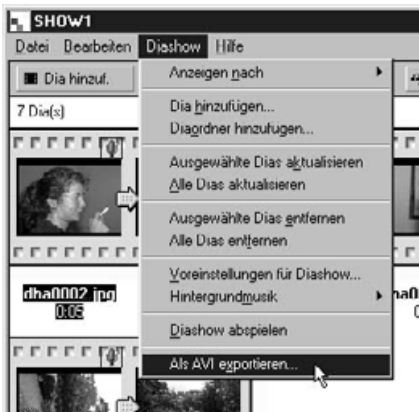 SHOW1
Datei Bearbeiten Diashow Hilfe
Dia hinzuf.
7 Dia(s)
Anzeigen nach
Dia hinzufügen...
Diaordner hinzufugen...
Ausgewählte Dias aktualisieren
Alle Dias aktualisieren
Ausgewählte Dias entfernen
Alle Dias entfernen
Voreinstellungen für Diashow...
Hintergrundmusik
Diashow abspielen
Als AVI exportieren...
dha0002.jpg
0:05